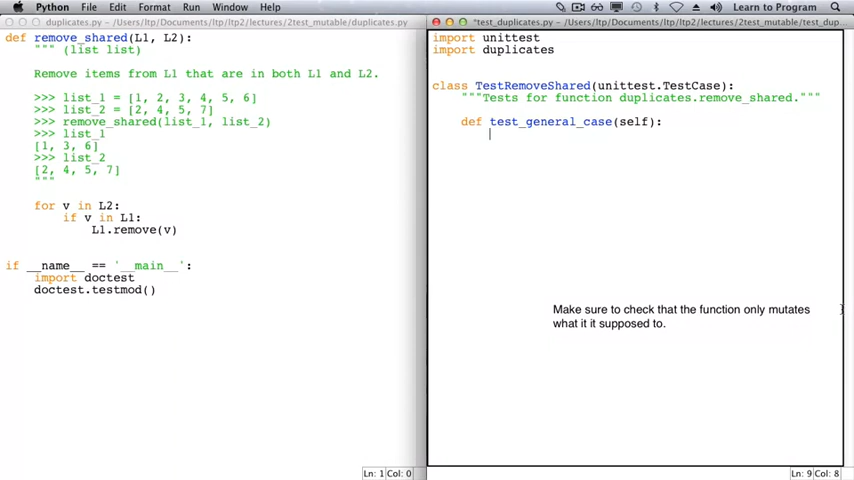 Python File Edit Format Run Window Help Learn to Program
duplicates.py – /Users/ltp/Documents/ltp2/lectures/2test_mutable/duplicates.py
def remove_shared(L1, L2):
""" (list list)
Remove items from L1 that are in both L1 and L2.
>>> list_1 = [1, 2, 3, 4, 5, 6]
>>> list_2 = [2, 4, 5, 7]
>>> remove_shared(list_1, list_2)
>>> list_1
[1, 3, 6]
>>> list_2
[2, 4, 5, 7]
"""
for v in L2:
if v in L1:
L1.remove(v)
if __name__ == '__main__':
import doctest
doctest.testmod()
Ln: 1 Col: 0
*test_duplicates.py – /Users/ltp/Documents/ltp2/lectures/2test_mutable/test_dup...
import unittest
import duplicates
class TestRemoveShared(unittest.TestCase):
"""Tests for function duplicates.remove_shared."""
def test_general_case(self):
Make sure to check that the function only mutates
what it it supposed to.
Ln: 9 Col: 8